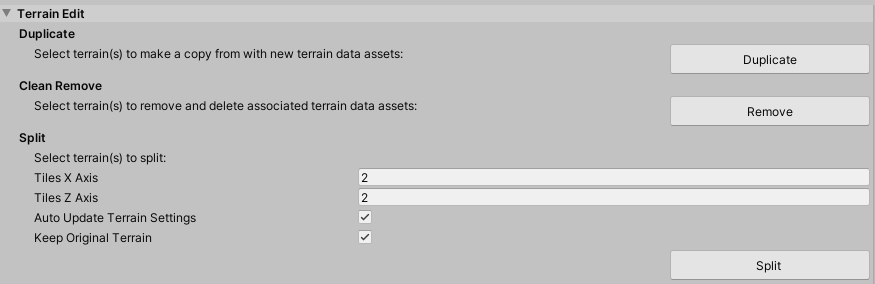 Terrain Edit
Duplicate
Select terrain(s) to make a copy from with new terrain data assets:
Duplicate
Clean Remove
Select terrain(s) to remove and delete associated terrain data assets:
Remove
Split
Select terrain(s) to split:
Tiles X Axis 2
Tiles Z Axis 2
Auto Update Terrain Settings
Keep Original Terrain
Split